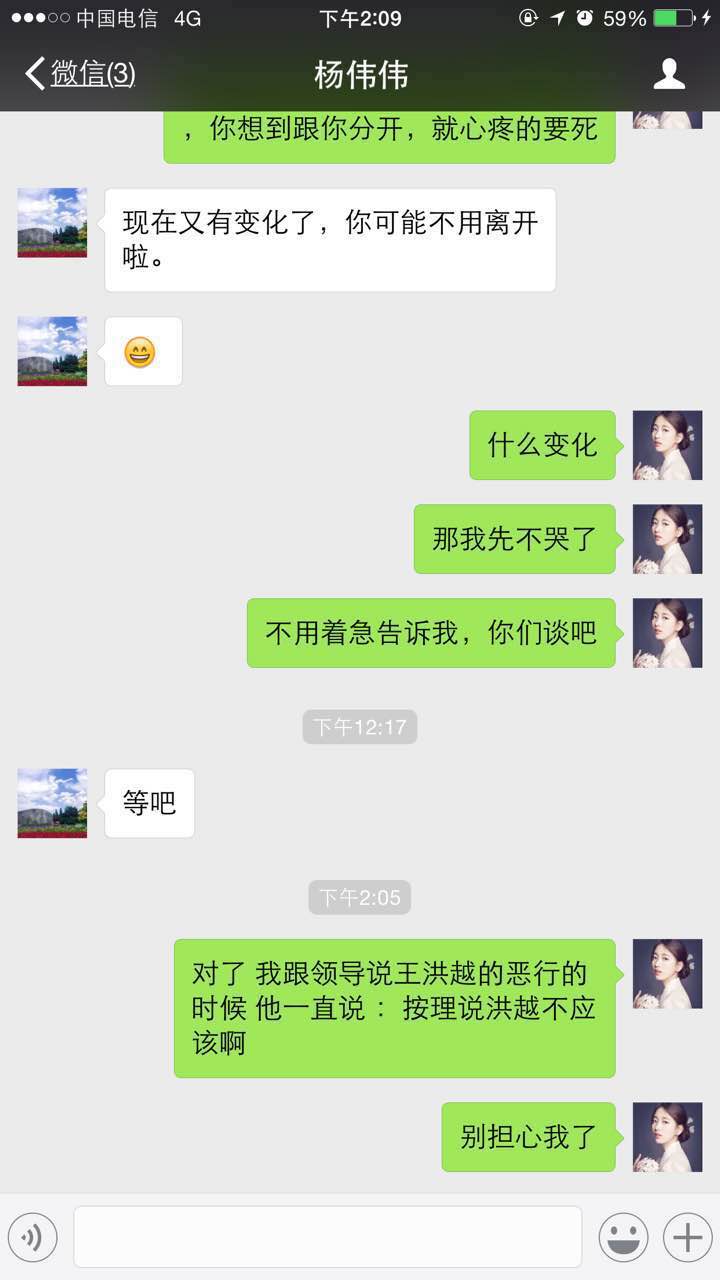 中国电信 4G 下午2:09 59%
微信(3) 杨伟伟
，你想到跟你分开，就心疼的要死
现在又有变化了，你可能不用离开
啦。
什么变化
那我先不哭了
不用着急告诉我，你们谈吧
下午12:17
等吧
下午2:05
对了 我跟领导说王洪越的恶行的
时候 他一直说： 按理说洪越不应
该啊
别担心我了